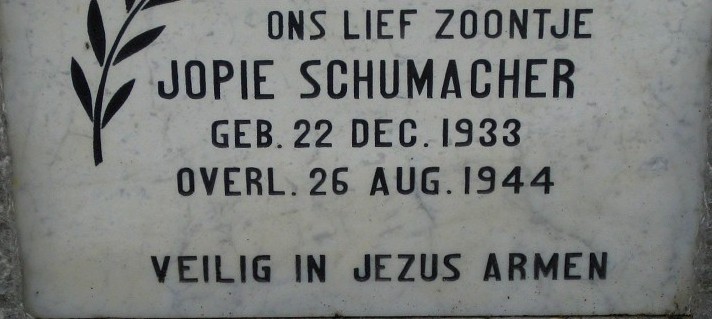 ONS LIEF ZOONTJE
JOPIE SCHUMACHER
GEB. 22 DEC. 1933
OVERL. 26 AUG. 1944
VEILIG IN JEZUS ARMEN